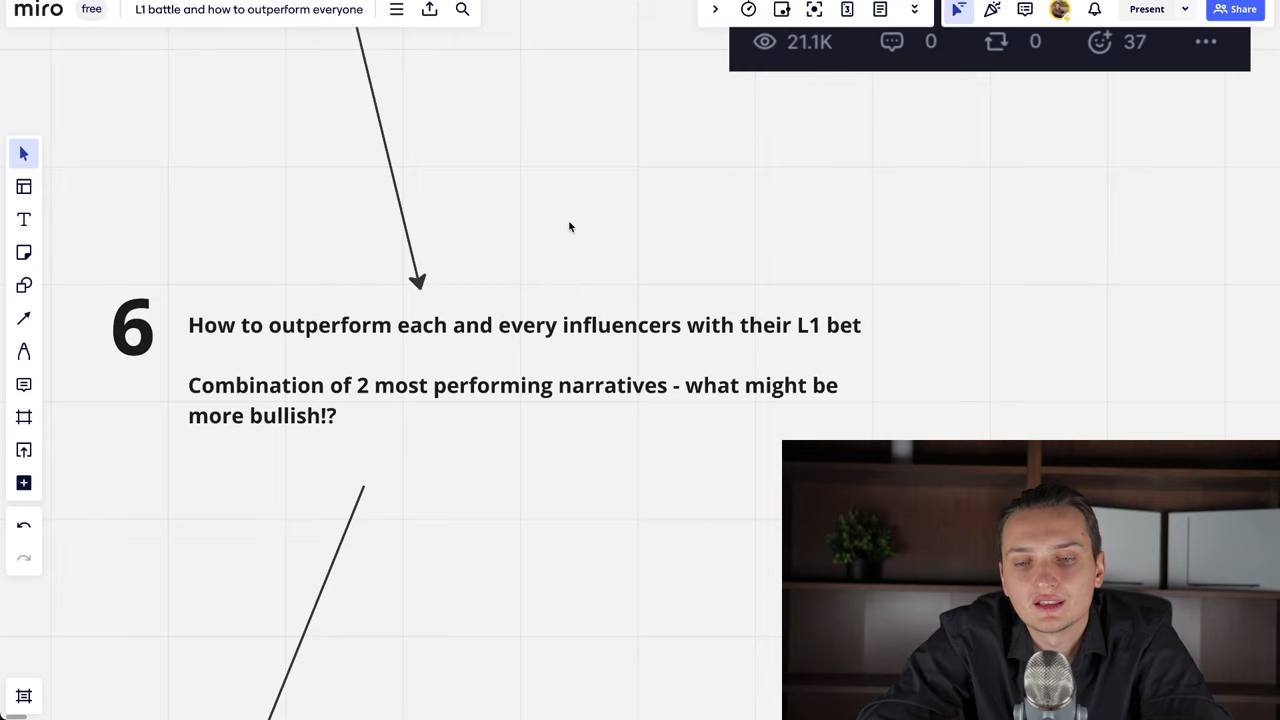 miro free L1 battle and how to outperform everyone
3 Present Share
21.1K 0 0 37
6 How to outperform each and every influencers with their L1 bet
Combination of 2 most performing narratives - what might be
more bullish!?